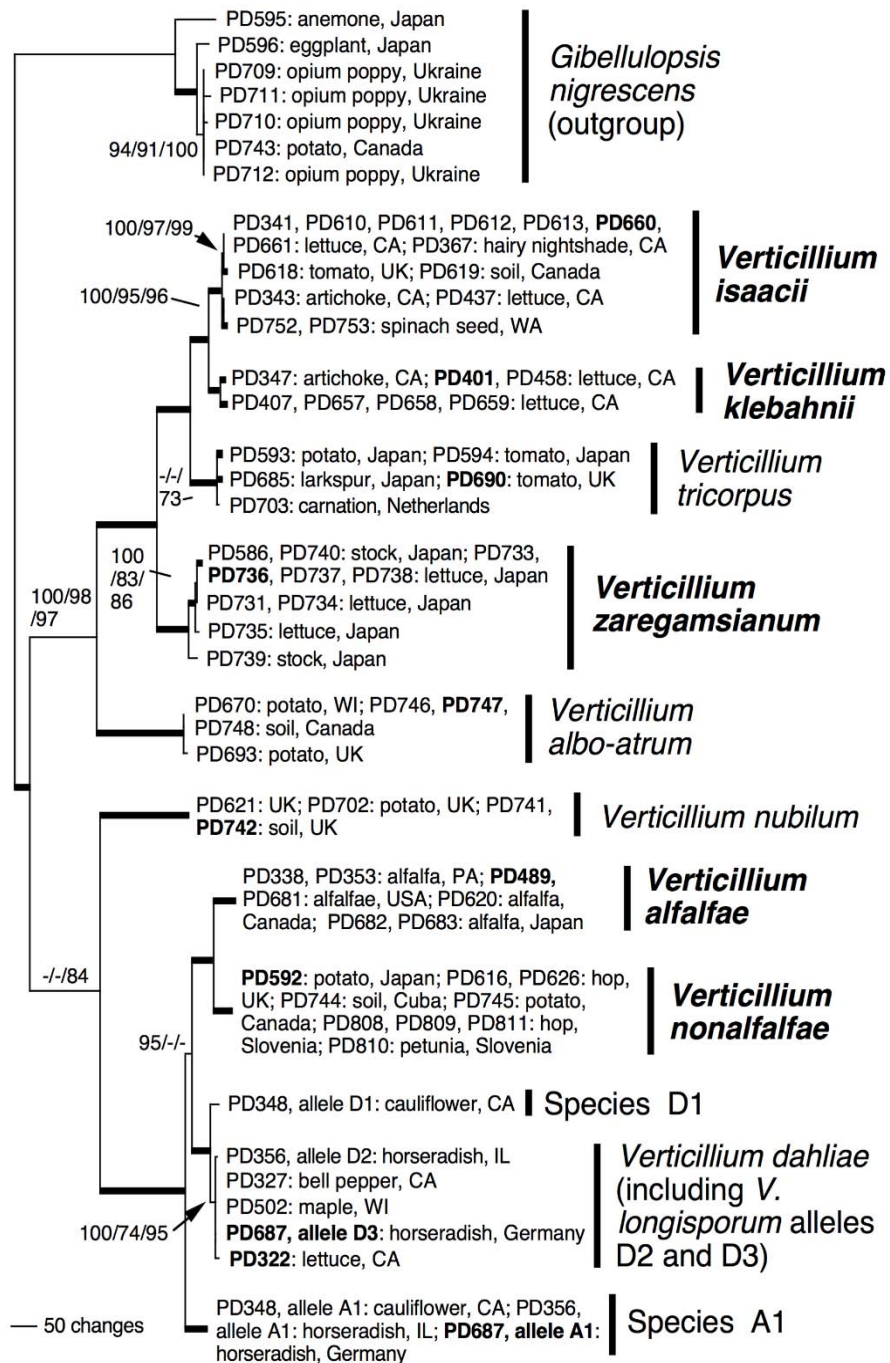 PD595: anemone, Japan
PD596: eggplant, Japan
PD709: opium poppy, Ukraine
PD711: opium poppy, Ukraine
PD710: opium poppy, Ukraine
94/91/100
PD743: potato, Canada
PD712: opium poppy, Ukraine
Gibellulopsis
nigrescens
(outgroup)
100/97/99
PD341, PD610, PD611, PD612, PD613, PD660,
PD661: lettuce, CA; PD367: hairy nightshade, CA
PD618: tomato, UK; PD619: soil, Canada
100/95/96
PD343: artichoke, CA; PD437: lettuce, CA
PD752, PD753: spinach seed, WA
Verticillium
isaacii
PD347: artichoke, CA; PD401, PD458: lettuce, CA
PD407, PD657, PD658, PD659: lettuce, CA
Verticillium
klebahnii
-/-/
73
PD593: potato, Japan; PD594: tomato, Japan
PD685: larkspur, Japan; PD690: tomato, UK
PD703: carnation, Netherlands
Verticillium
tricorpus
100
/83/
86
100/98
/97
PD586, PD740: stock, Japan; PD733,
PD736, PD737, PD738: lettuce, Japan
PD731, PD734: lettuce, Japan
PD735: lettuce, Japan
PD739: stock, Japan
Verticillium
zaregamsianum
PD670: potato, WI; PD746, PD747,
PD748: soil, Canada
PD693: potato, UK
Verticillium
albo-atrum
PD621: UK; PD702: potato, UK; PD741,
PD742: soil, UK
Verticillium nubilum
PD338, PD353: alfalfa, PA; PD489,
PD681: alfalfae, USA; PD620: alfalfa,
Canada; PD682, PD683: alfalfa, Japan
Verticillium
alfalfae
-/-/84
PD592: potato, Japan; PD616, PD626: hop,
UK; PD744: soil, Cuba; PD745: potato,
Canada; PD808, PD809, PD811: hop,
Slovenia; PD810: petunia, Slovenia
Verticillium
nonalfalfae
95/-/-
PD348, allele D1: cauliflower, CA
Species D1
PD356, allele D2: horseradish, IL
PD327: bell pepper, CA
PD502: maple, WI
PD687, allele D3: horseradish, Germany
PD322: lettuce, CA
100/74/95
Verticillium dahliae
(including V.
longisporum alleles
D2 and D3)
PD348, allele A1: cauliflower, CA; PD356,
allele A1: horseradish, IL; PD687, allele A1:
horseradish, Germany
Species A1
50 changes